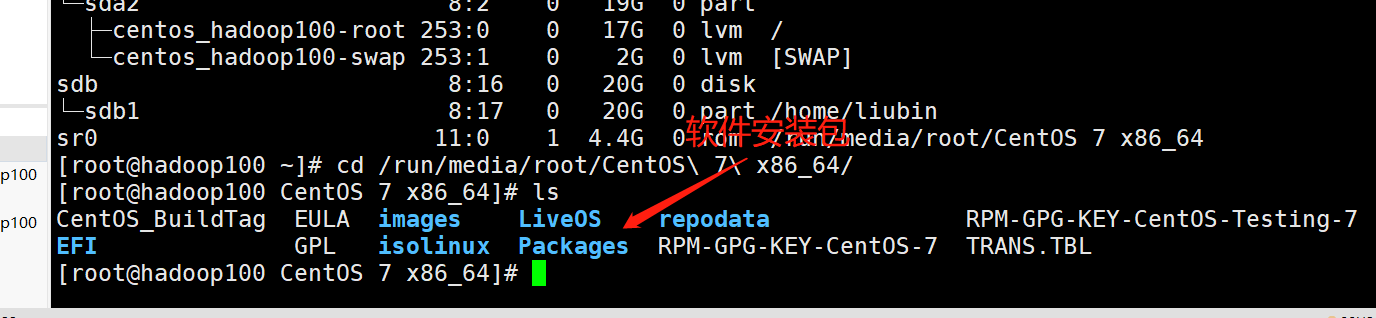 └─sda2 8:2 0 19G 0 part
├─centos_hadoop100-root 253:0 0 17G 0 lvm /
└─centos_hadoop100-swap 253:1 0 2G 0 lvm [SWAP]
sdb 8:16 0 20G 0 disk
└─sdb1 8:17 0 20G 0 part /home/liubin
软件安装包
sr0 11:0 1 4.4G 0 rom /run/media/root/CentOS 7 x86_64
[root@hadoop100 ~]# cd /run/media/root/CentOS\ 7\ x86_64/
p100
[root@hadoop100 CentOS 7 x86_64]# ls
CentOS_BuildTag EULA images LiveOS repodata RPM-GPG-KEY-CentOS-Testing-7
p100
EFI GPL isolinux Packages RPM-GPG-KEY-CentOS-7 TRANS.TBL
[root@hadoop100 CentOS 7 x86_64]#